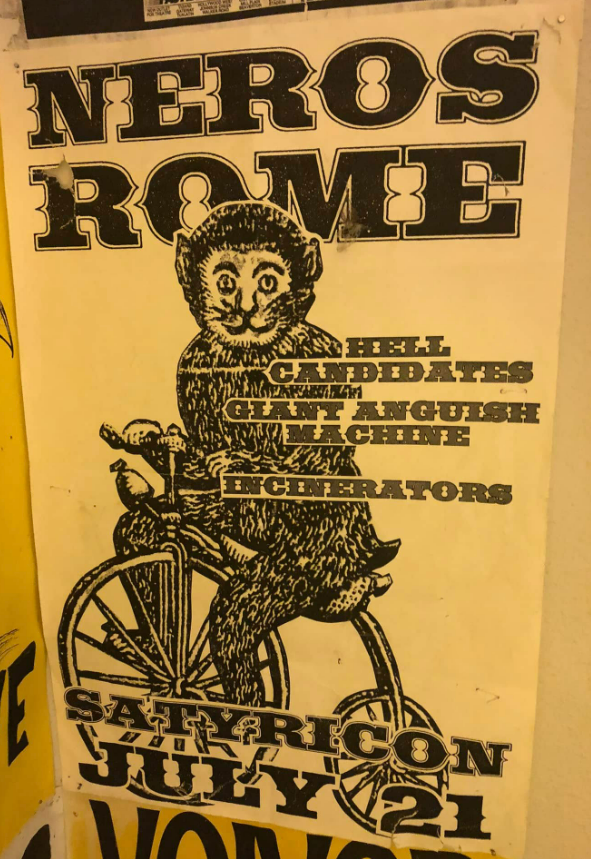 NEROS
ROME
HELL
CANDIDATES
GIANT ANGUISH
MACHINE
INCINERATORS
SATYRICON
JULY 21